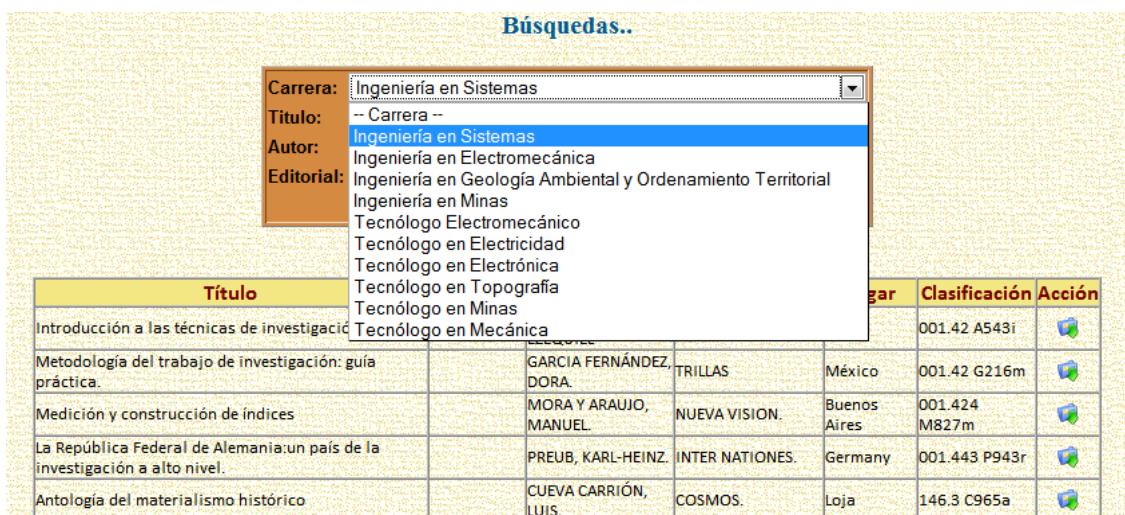 Búsquedas..
Carrera: Ingeniería en Sistemas
Titulo: -- Carrera --
Ingeniería en Sistemas
Autor:
Ingeniería en Electromecánica
Editorial: Ingeniería en Geología Ambiental y Ordenamiento Territorial
Ingeniería en Minas
Tecnólogo Electromecánico
Tecnólogo en Electricidad
Tecnólogo en Electrónica
Tecnólogo en Topografía
Tecnólogo en Minas
Tecnólogo en Mecánica
Título Clasificación Acción
Introducción a las técnicas de 001.42 A543i
Metodología del trabajo de investigación: guía
práctica. GARCIA FERNÁNDEZ,
DORA. TRILLAS México 001.42 G216m
Medición y construcción de índices MORA Y ARAUJO,
MANUEL. NUEVA VISION. Buenos
Aires 001.424
M827m
La República Federal de Alemania:un país de la
investigación a alto nivel. PREUB, KARL-HEINZ. INTER NATIONES. Germany 001.443 P943r
Antología del materialismo histórico CUEVA CARRIÓN,
LUIS COSMOS. Loja 146.3 C965a